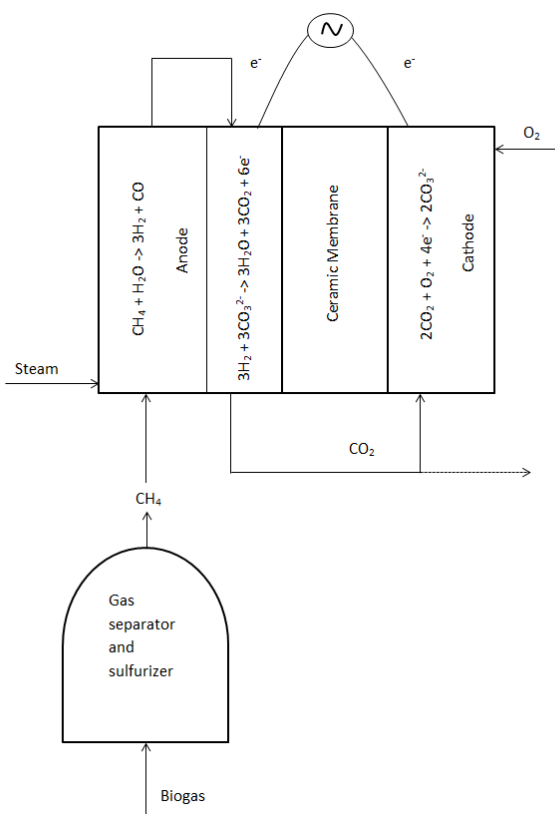 e⁻
e⁻
O₂
CH₄ + H₂O -> 3H₂ + CO
Anode
3H₂ + 3CO₃²⁻ -> 3H₂O + 3CO₂ + 6e⁻
Ceramic Membrane
2CO₂ + O₂ + 4e⁻ -> 2CO₃²⁻
Cathode
Steam
CO₂
CH₄
Gas
separator
and
sulfurizer
Biogas